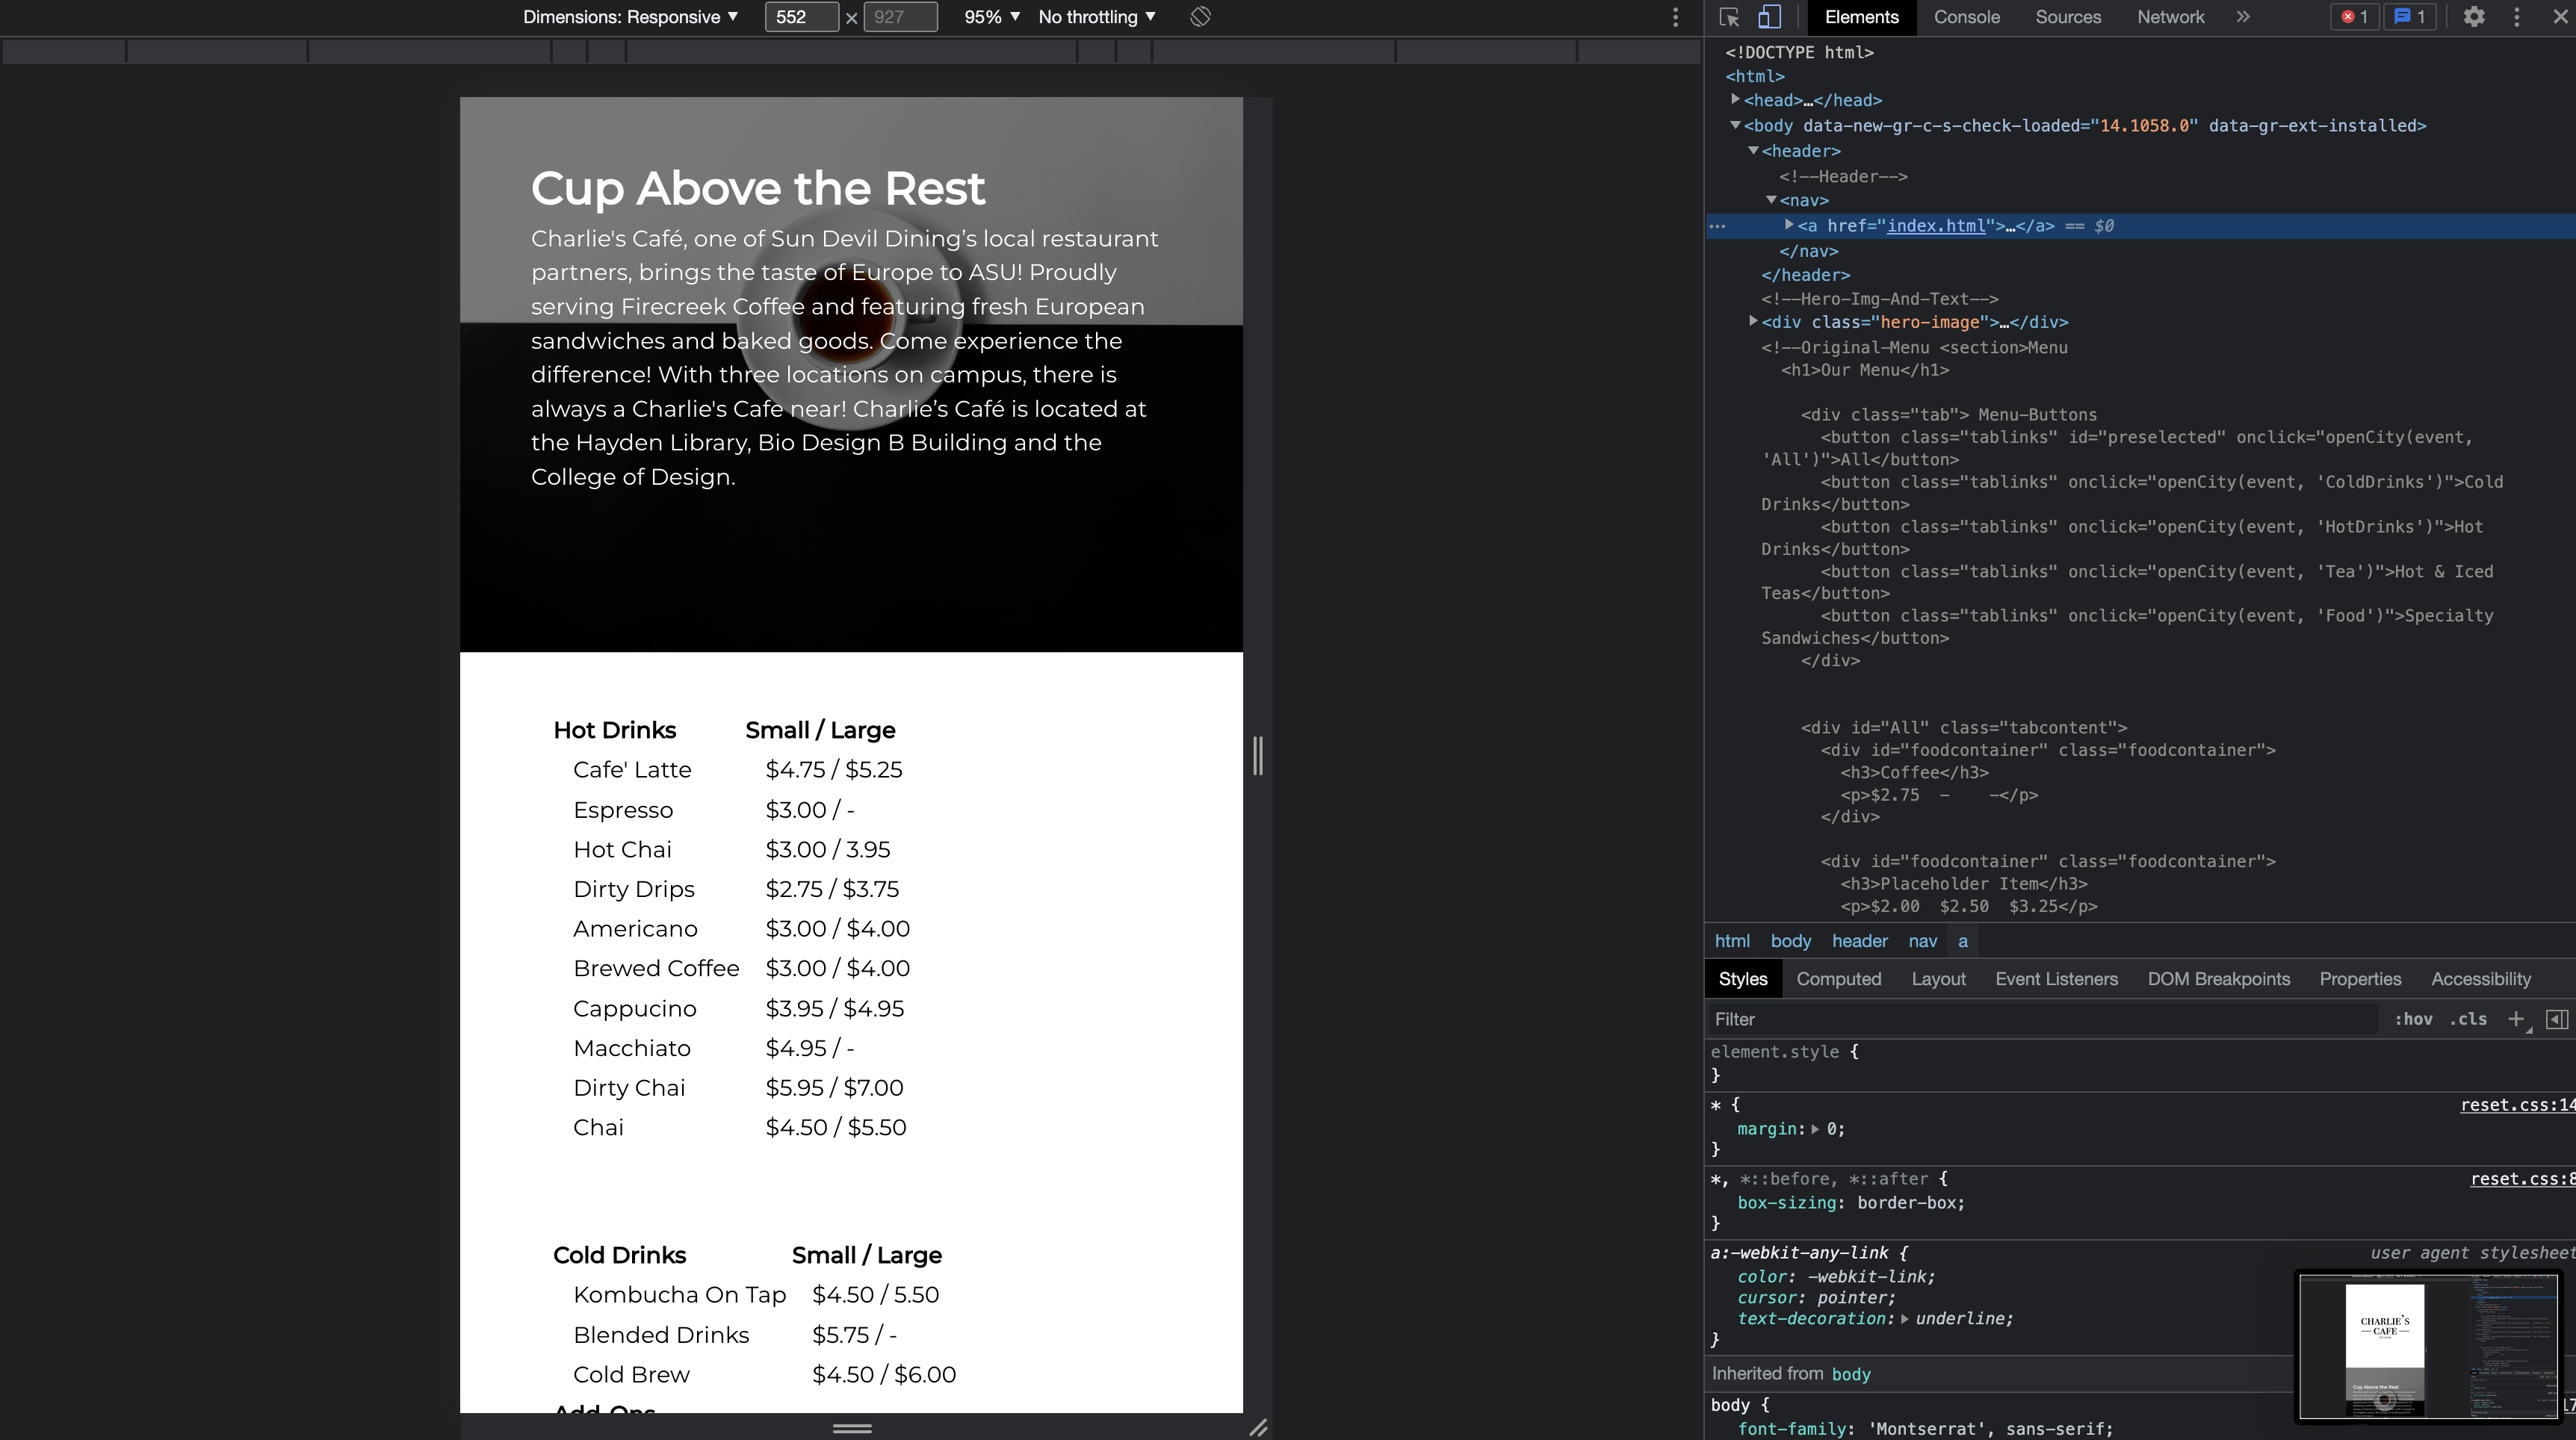 Dimensions: Responsive ▼ 552 × 927 95% ▼ No throttling ▼
Elements Console Sources Network » 1 1
Cup Above the Rest
Charlie's Café, one of Sun Devil Dining’s local restaurant
partners, brings the taste of Europe to ASU! Proudly
serving Firecreek Coffee and featuring fresh European
sandwiches and baked goods. Come experience the
difference! With three locations on campus, there is
always a Charlie's Cafe near! Charlie’s Café is located at
the Hayden Library, Bio Design B Building and the
College of Design.
Hot Drinks Small / Large
Cafe' Latte $4.75 / $5.25
Espresso $3.00 / -
Hot Chai $3.00 / 3.95
Dirty Drips $2.75 / $3.75
Americano $3.00 / $4.00
Brewed Coffee $3.00 / $4.00
Cappucino $3.95 / $4.95
Macchiato $4.95 / -
Dirty Chai $5.95 / $7.00
Chai $4.50 / $5.50
Cold Drinks Small / Large
Kombucha On Tap $4.50 / 5.50
Blended Drinks $5.75 / -
Cold Brew $4.50 / $6.00
Add-Ons
<!DOCTYPE html>
<html>
<head>…</head>
<body data-new-gr-c-s-check-loaded="14.1058.0" data-gr-ext-installed>
<header>
<!--Header-->
<nav>
<a href="index.html">…</a> == $0
</nav>
</header>
<!--Hero-Img-And-Text-->
<div class="hero-image">…</div>
<!--Original-Menu <section>Menu
<h1>Our Menu</h1>
<div class="tab"> Menu-Buttons
<button class="tablinks" id="preselected" onclick="openCity(event,
'All')">All</button>
<button class="tablinks" onclick="openCity(event, 'ColdDrinks')">Cold
Drinks</button>
<button class="tablinks" onclick="openCity(event, 'HotDrinks')">Hot
Drinks</button>
<button class="tablinks" onclick="openCity(event, 'Tea')">Hot & Iced
Teas</button>
<button class="tablinks" onclick="openCity(event, 'Food')">Specialty
Sandwiches</button>
</div>
<div id="All" class="tabcontent">
<div id="foodcontainer" class="foodcontainer">
<h3>Coffee</h3>
<p>$2.75 - -</p>
</div>
<div id="foodcontainer" class="foodcontainer">
<h3>Placeholder Item</h3>
<p>$2.00 $2.50 $3.25</p>
html body header nav a
Styles Computed Layout Event Listeners DOM Breakpoints Properties Accessibility
Filter :hov .cls +
element.style {
}
* { reset.css:14
margin: 0;
}
*, *::before, *::after { reset.css:8
box-sizing: border-box;
}
a:-webkit-any-link { user agent stylesheet
color: -webkit-link;
cursor: pointer;
text-decoration: underline;
}
Inherited from body
body { 17
font-family: 'Montserrat', sans-serif;
CHARLIE'S
CAFE
Cup Above the Rest